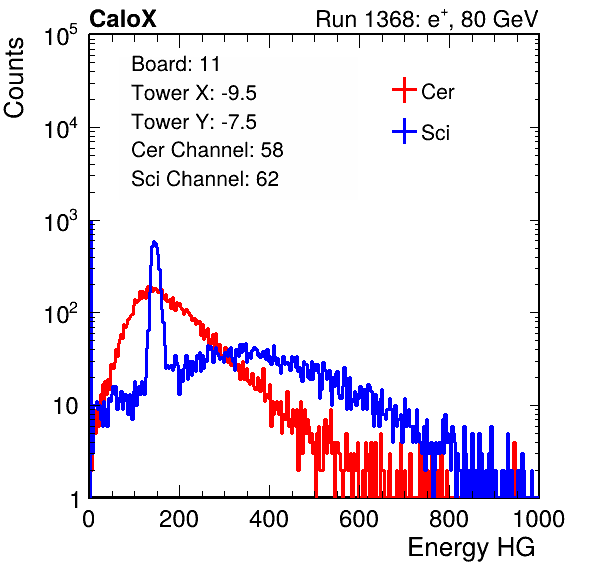 CaloX Run 1368: e⁺, 80 GeV
Counts
Board: 11
Tower X: -9.5
Tower Y: -7.5
Cer Channel: 58
Sci Channel: 62
Cer
Sci
10⁵
10⁴
10³
10²
10
1
0 200 400 600 800 1000
Energy HG